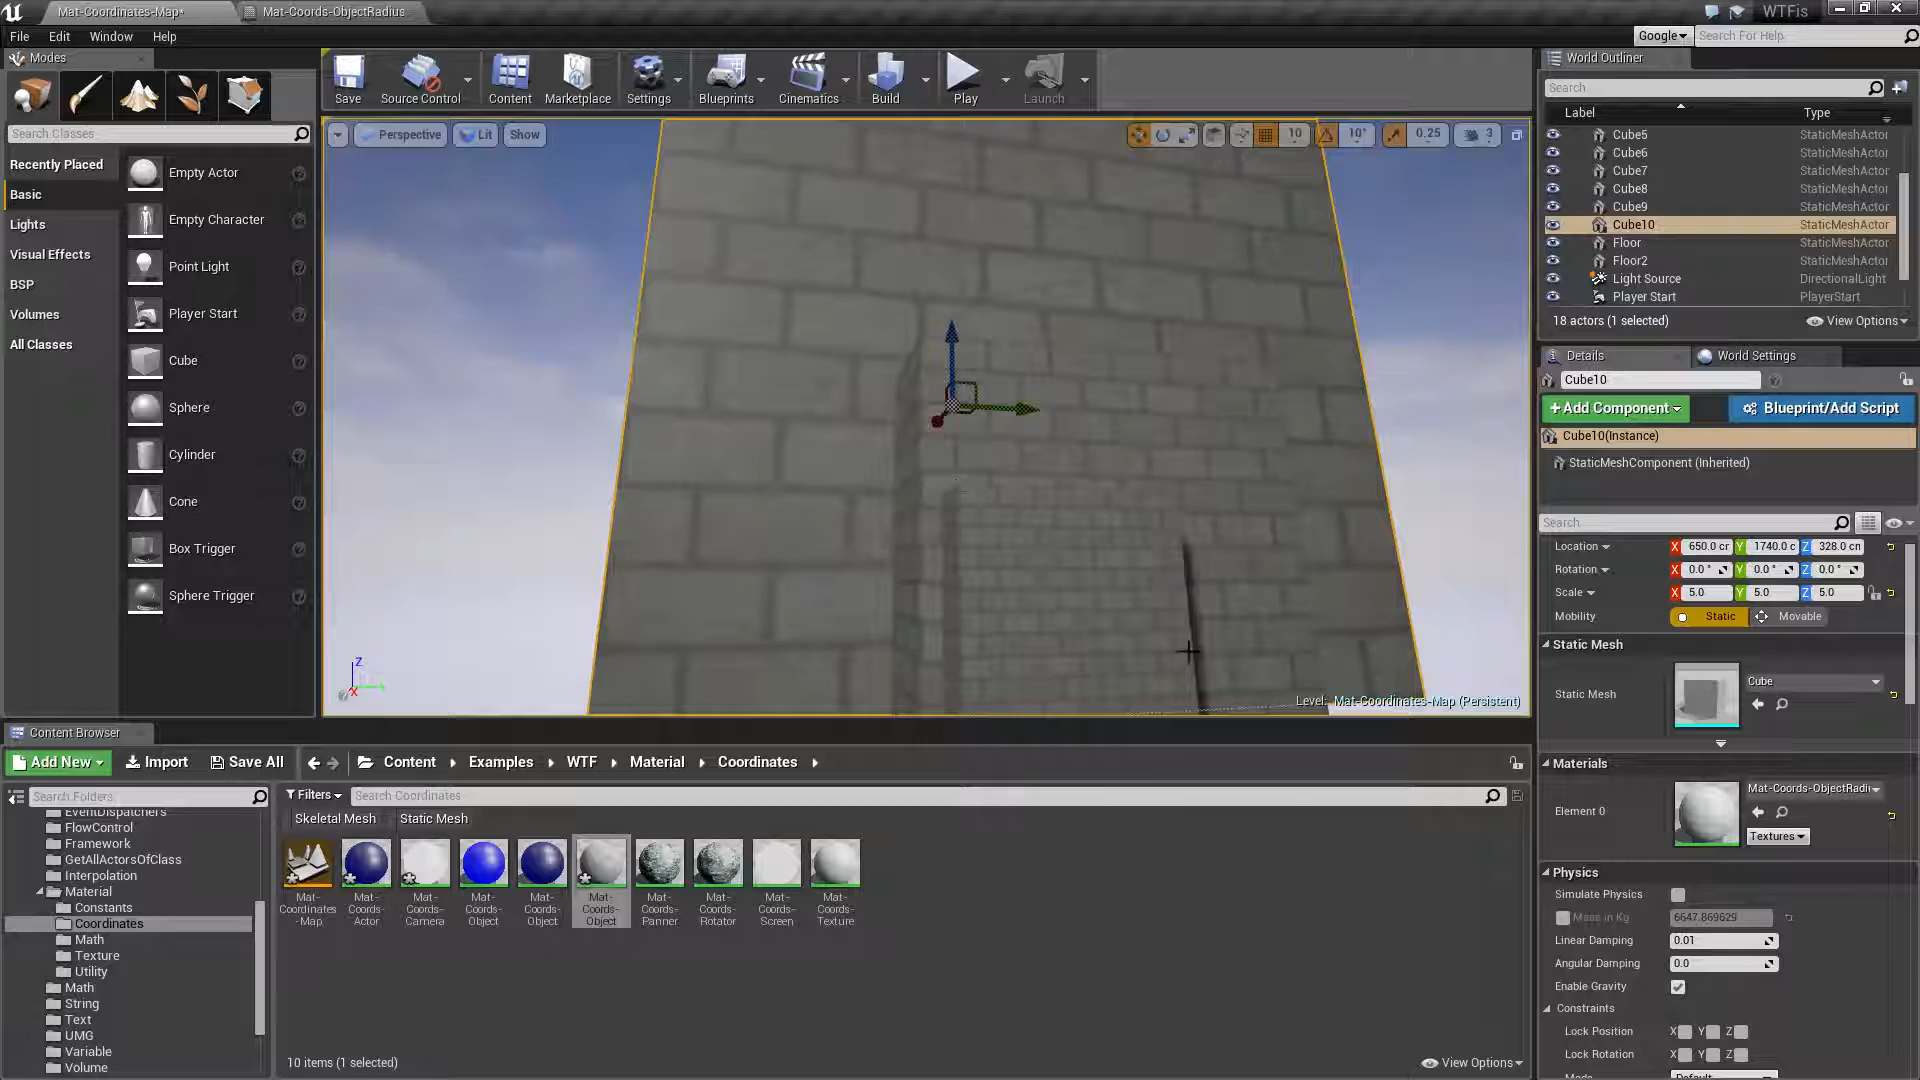 Mat-Coordinates-Map*
Mat-Coords-ObjectRadius
WTFis
File Edit Window Help
Google
Search For Help
Modes
Search Classes
Recently Placed
Basic
Lights
Visual Effects
BSP
Volumes
All Classes
Empty Actor
Empty Character
Point Light
Player Start
Cube
Sphere
Cylinder
Cone
Box Trigger
Sphere Trigger
Save
Source Control
Content
Marketplace
Settings
Blueprints
Cinematics
Build
Play
Launch
Perspective
Lit
Show
10
10°
0.25
3
Z
X
Level: Mat-Coordinates-Map (Persistent)
World Outliner
Search
Label Type
Cube5 StaticMeshActor
Cube6 StaticMeshActor
Cube7 StaticMeshActor
Cube8 StaticMeshActor
Cube9 StaticMeshActor
Cube10 StaticMeshActor
Floor StaticMeshActor
Floor2 StaticMeshActor
Light Source DirectionalLight
Player Start PlayerStart
18 actors (1 selected)
View Options
Details
World Settings
Cube10
+Add Component
Blueprint/Add Script
Cube10(Instance)
StaticMeshComponent (Inherited)
Search
Location X 650.0 cr Y 1740.0 c Z 328.0 cn
Rotation X 0.0 ° Y 0.0 ° Z 0.0 °
Scale X 5.0 Y 5.0 Z 5.0
Mobility Static Movable
Static Mesh
Static Mesh
Cube
Materials
Element 0
Mat-Coords-ObjectRadi
Textures
Physics
Simulate Physics
Mass in Kg 6647.869629
Linear Damping 0.01
Angular Damping 0.0
Enable Gravity
Constraints
Lock Position X Y Z
Lock Rotation X Y Z
Mode Default
Content Browser
Add New
Import
Save All
Content
Examples
WTF
Material
Coordinates
Search Folders
EventDispatchers
FlowControl
Framework
GetAllActorsOfClass
Interpolation
Material
Constants
Coordinates
Math
Texture
Utility
Math
String
Text
UMG
Variable
Volume
Filters
Search Coordinates
Skeletal Mesh
Static Mesh
Mat-Coordinates-Map
Mat-Coords-Actor
Mat-Coords-Camera
Mat-Coords-Object
Mat-Coords-Object
Mat-Coords-Object
Mat-Coords-Panner
Mat-Coords-Rotator
Mat-Coords-Screen
Mat-Coords-Texture
10 items (1 selected)
View Options